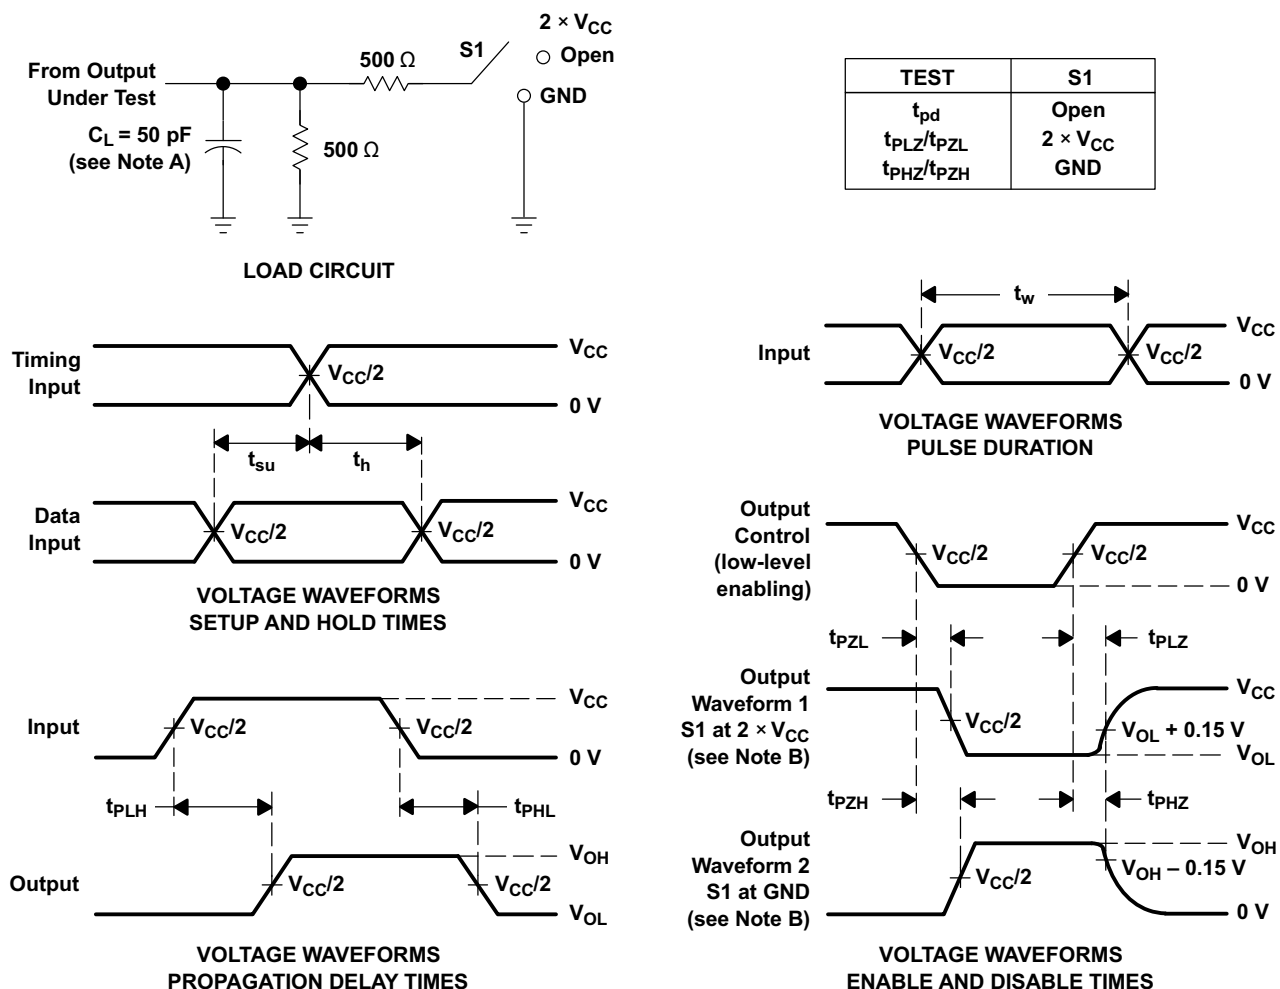 2 × VCC
S1
Open
500 Ω
From Output
Under Test
GND
CL = 50 pF
(see Note A)
500 Ω
LOAD CIRCUIT
TEST S1
tpd Open
tPLZ/tPZL 2 × VCC
tPHZ/tPZH GND
tw
Input
VCC/2
VCC/2
VCC
0 V
VOLTAGE WAVEFORMS
PULSE DURATION
Timing
Input
VCC/2
VCC
0 V
tsu
th
Data
Input
VCC/2
VCC/2
VCC
0 V
VOLTAGE WAVEFORMS
SETUP AND HOLD TIMES
Input
VCC/2
VCC/2
VCC
0 V
tPLH
tPHL
Output
VCC/2
VCC/2
VOH
VOL
VOLTAGE WAVEFORMS
PROPAGATION DELAY TIMES
Output
Control
(low-level
enabling)
VCC/2
VCC/2
VCC
0 V
tPZL
tPLZ
Output
Waveform 1
S1 at 2 × VCC
(see Note B)
VCC/2
VCC
VOL + 0.15 V
VOL
tPZH
tPHZ
Output
Waveform 2
S1 at GND
(see Note B)
VCC/2
VOH
VOH – 0.15 V
0 V
VOLTAGE WAVEFORMS
ENABLE AND DISABLE TIMES